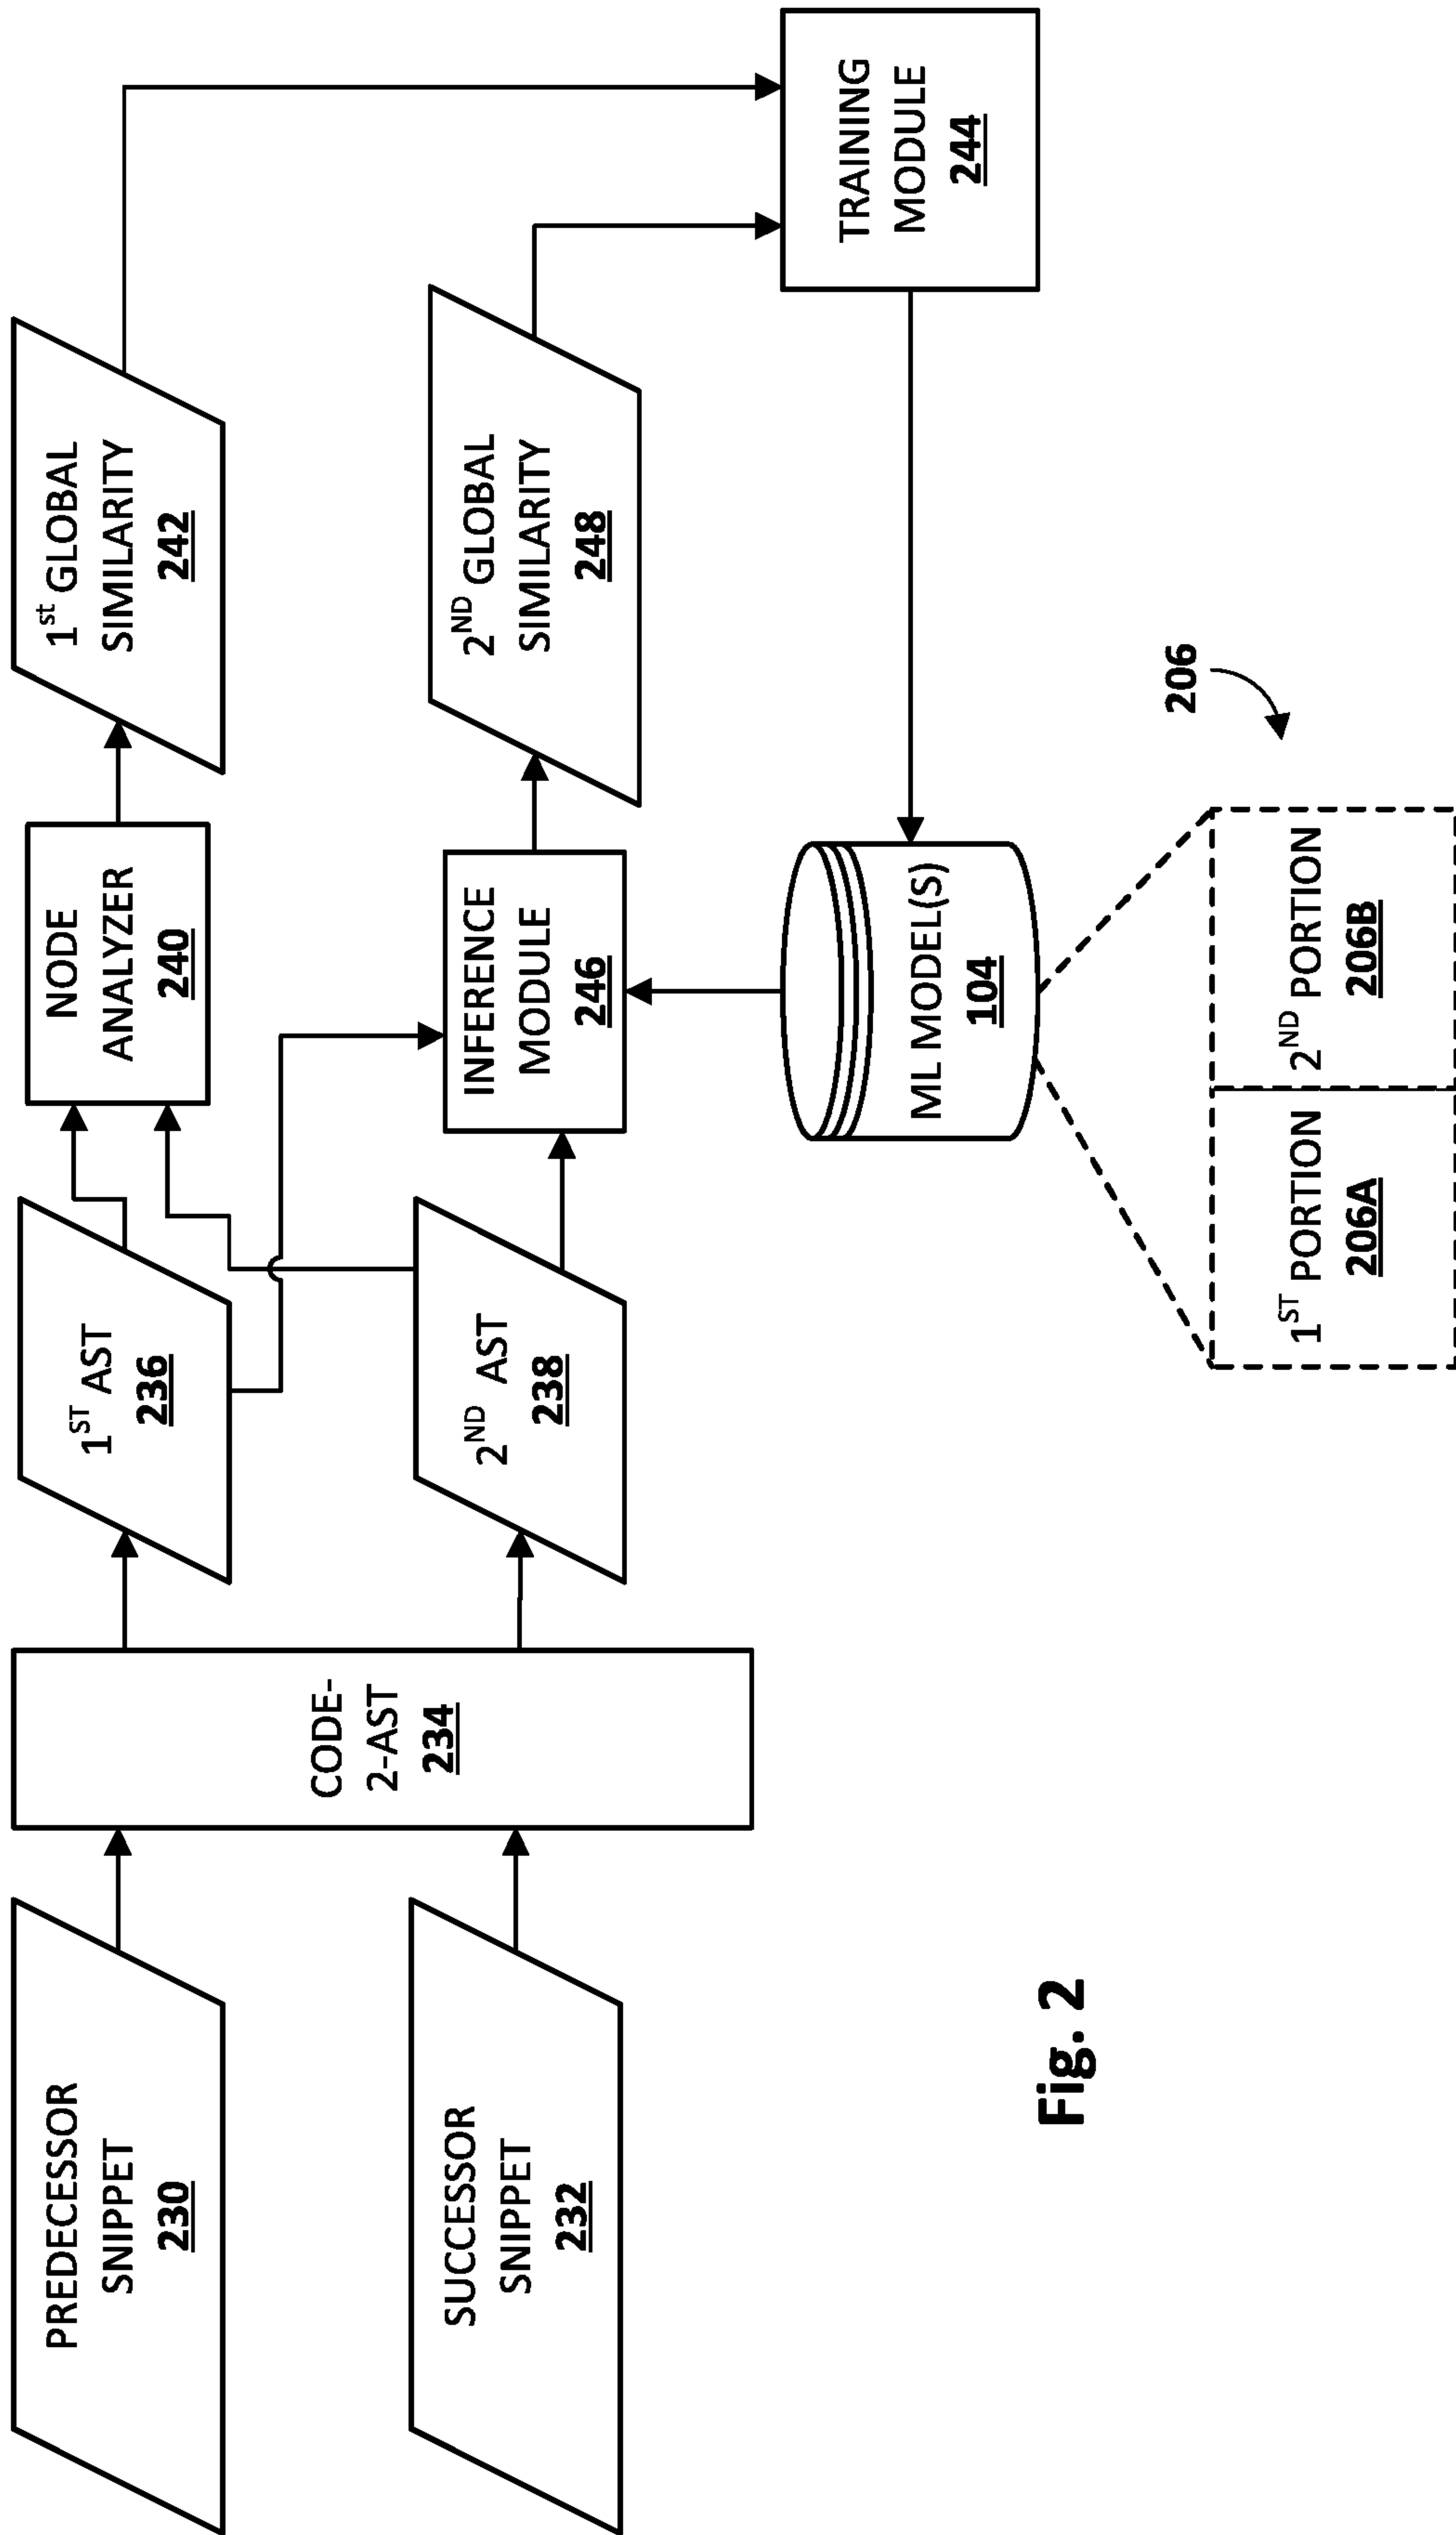 PREDECESSOR
SNIPPET
230
SUCCESSOR
SNIPPET
232
CODE-
2-AST
234
1ST AST
236
2ND AST
238
NODE
ANALYZER
240
INFERENCE
MODULE
246
1st GLOBAL
SIMILARITY
242
2ND GLOBAL
SIMILARITY
248
TRAINING
MODULE
244
ML MODEL(S)
104
206
1ST PORTION
206A
2ND PORTION
206B
Fig. 2